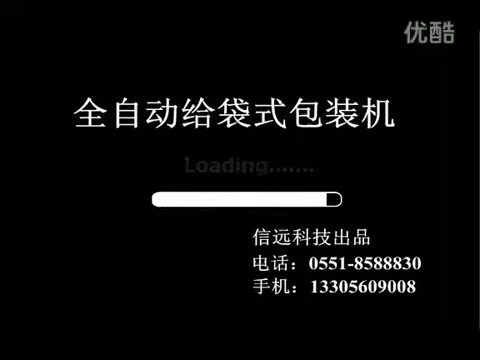 优酷
全自动给袋式包装机
Loading.......
信远科技出品
电话：0551-8588830
手机：13305609008